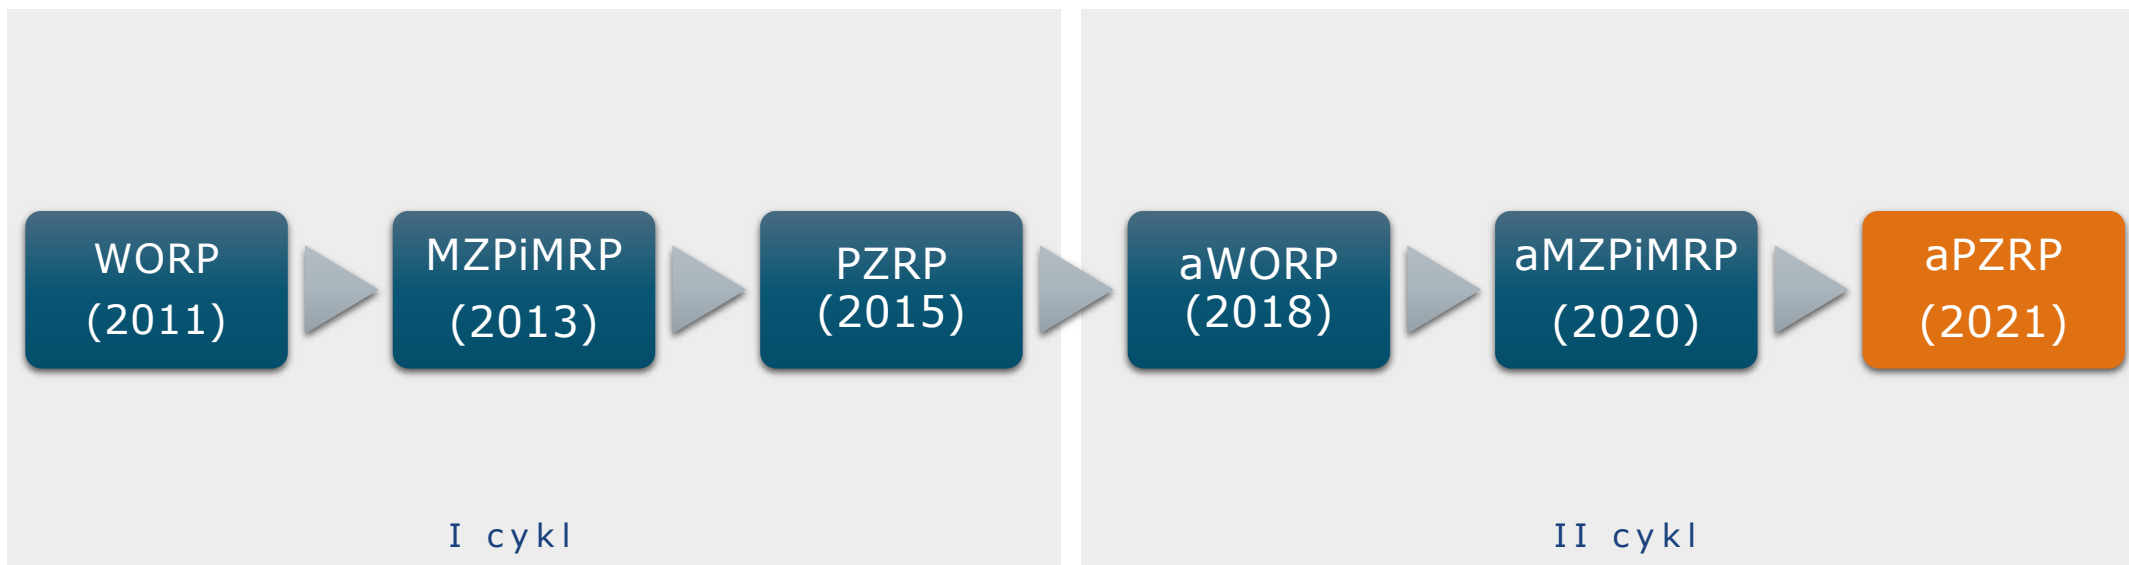 WORP
(2011)
MZPiMRP
(2013)
PZRP
(2015)
aWORP
(2018)
aMZPiMRP
(2020)
aPZRP
(2021)
I cykl
II cykl